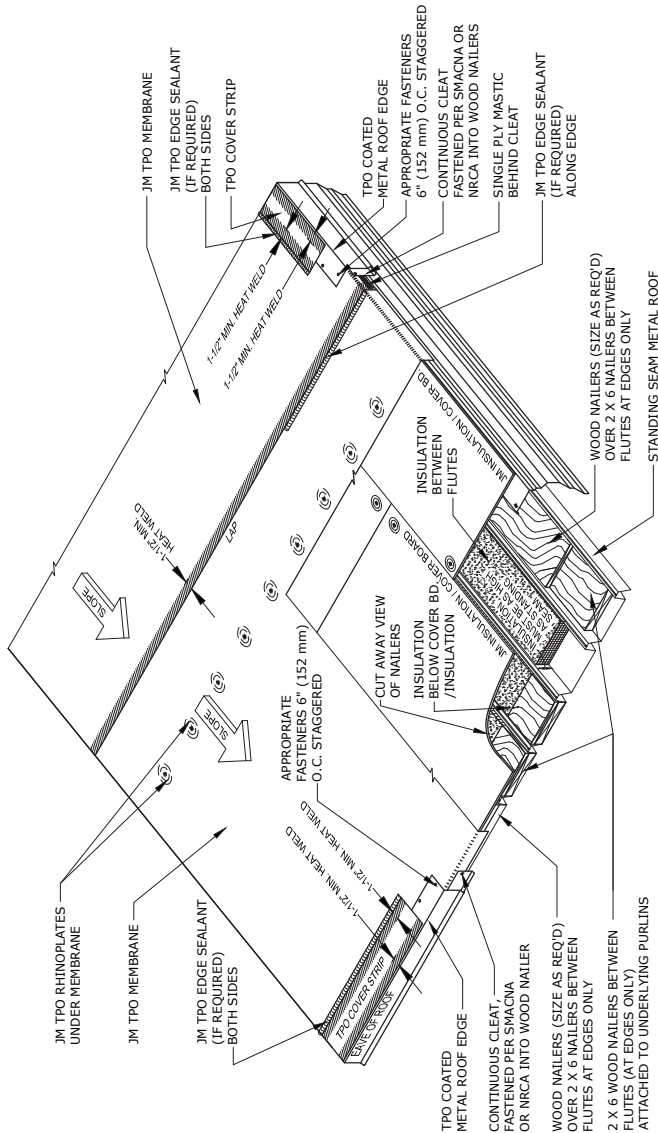 JM TPO RHINOPLATES
UNDER MEMBRANE
JM TPO MEMBRANE
JM TPO EDGE SEALANT
(IF REQUIRED)
BOTH SIDES
TPO COATED
METAL ROOF EDGE
CONTINUOUS CLEAT,
FASTENED PER SMACNA
OR NRCA INTO WOOD NAILER
WOOD NAILERS (SIZE AS REQ'D)
OVER 2 X 6 NAILERS BETWEEN
FLUTES AT EDGES ONLY
2 X 6 WOOD NAILERS BETWEEN
FLUTES (AT EDGES ONLY)
ATTACHED TO UNDERLYING PURLINS
EAVE OF ROOF
TPO COVER STRIP
1-1/2" MIN. HEAT WELD
1-1/2" MIN. HEAT WELD
SLOPE
SLOPE
APPROPRIATE
FASTENERS 6" (152 mm)
O.C. STAGGERED
1-1/2" MIN.
HEAT WELD
LAP
CUT AWAY VIEW
OF NAILERS
INSULATION
BELOW COVER BD.
/INSULATION
JM INSULATION / COVER BOARD
INSULATION
MUST BE AS HIGH
AS STANDING
SEAM RIB
INSULATION
BETWEEN
FLUTES
JM INSULATION / COVER BD
1-1/2" MIN. HEAT WELD
1-1/2" MIN. HEAT WELD
JM TPO MEMBRANE
JM TPO EDGE SEALANT
(IF REQUIRED)
BOTH SIDES
TPO COVER STRIP
TPO COATED
METAL ROOF EDGE
APPROPRIATE FASTENERS
6" (152 mm) O.C. STAGGERED
CONTINUOUS CLEAT
FASTENED PER SMACNA OR
NRCA INTO WOOD NAILERS
SINGLE PLY MASTIC
BEHIND CLEAT
JM TPO EDGE SEALANT
(IF REQUIRED)
ALONG EDGE
WOOD NAILERS (SIZE AS REQ'D)
OVER 2 X 6 NAILERS BETWEEN
FLUTES AT EDGES ONLY
STANDING SEAM METAL ROOF